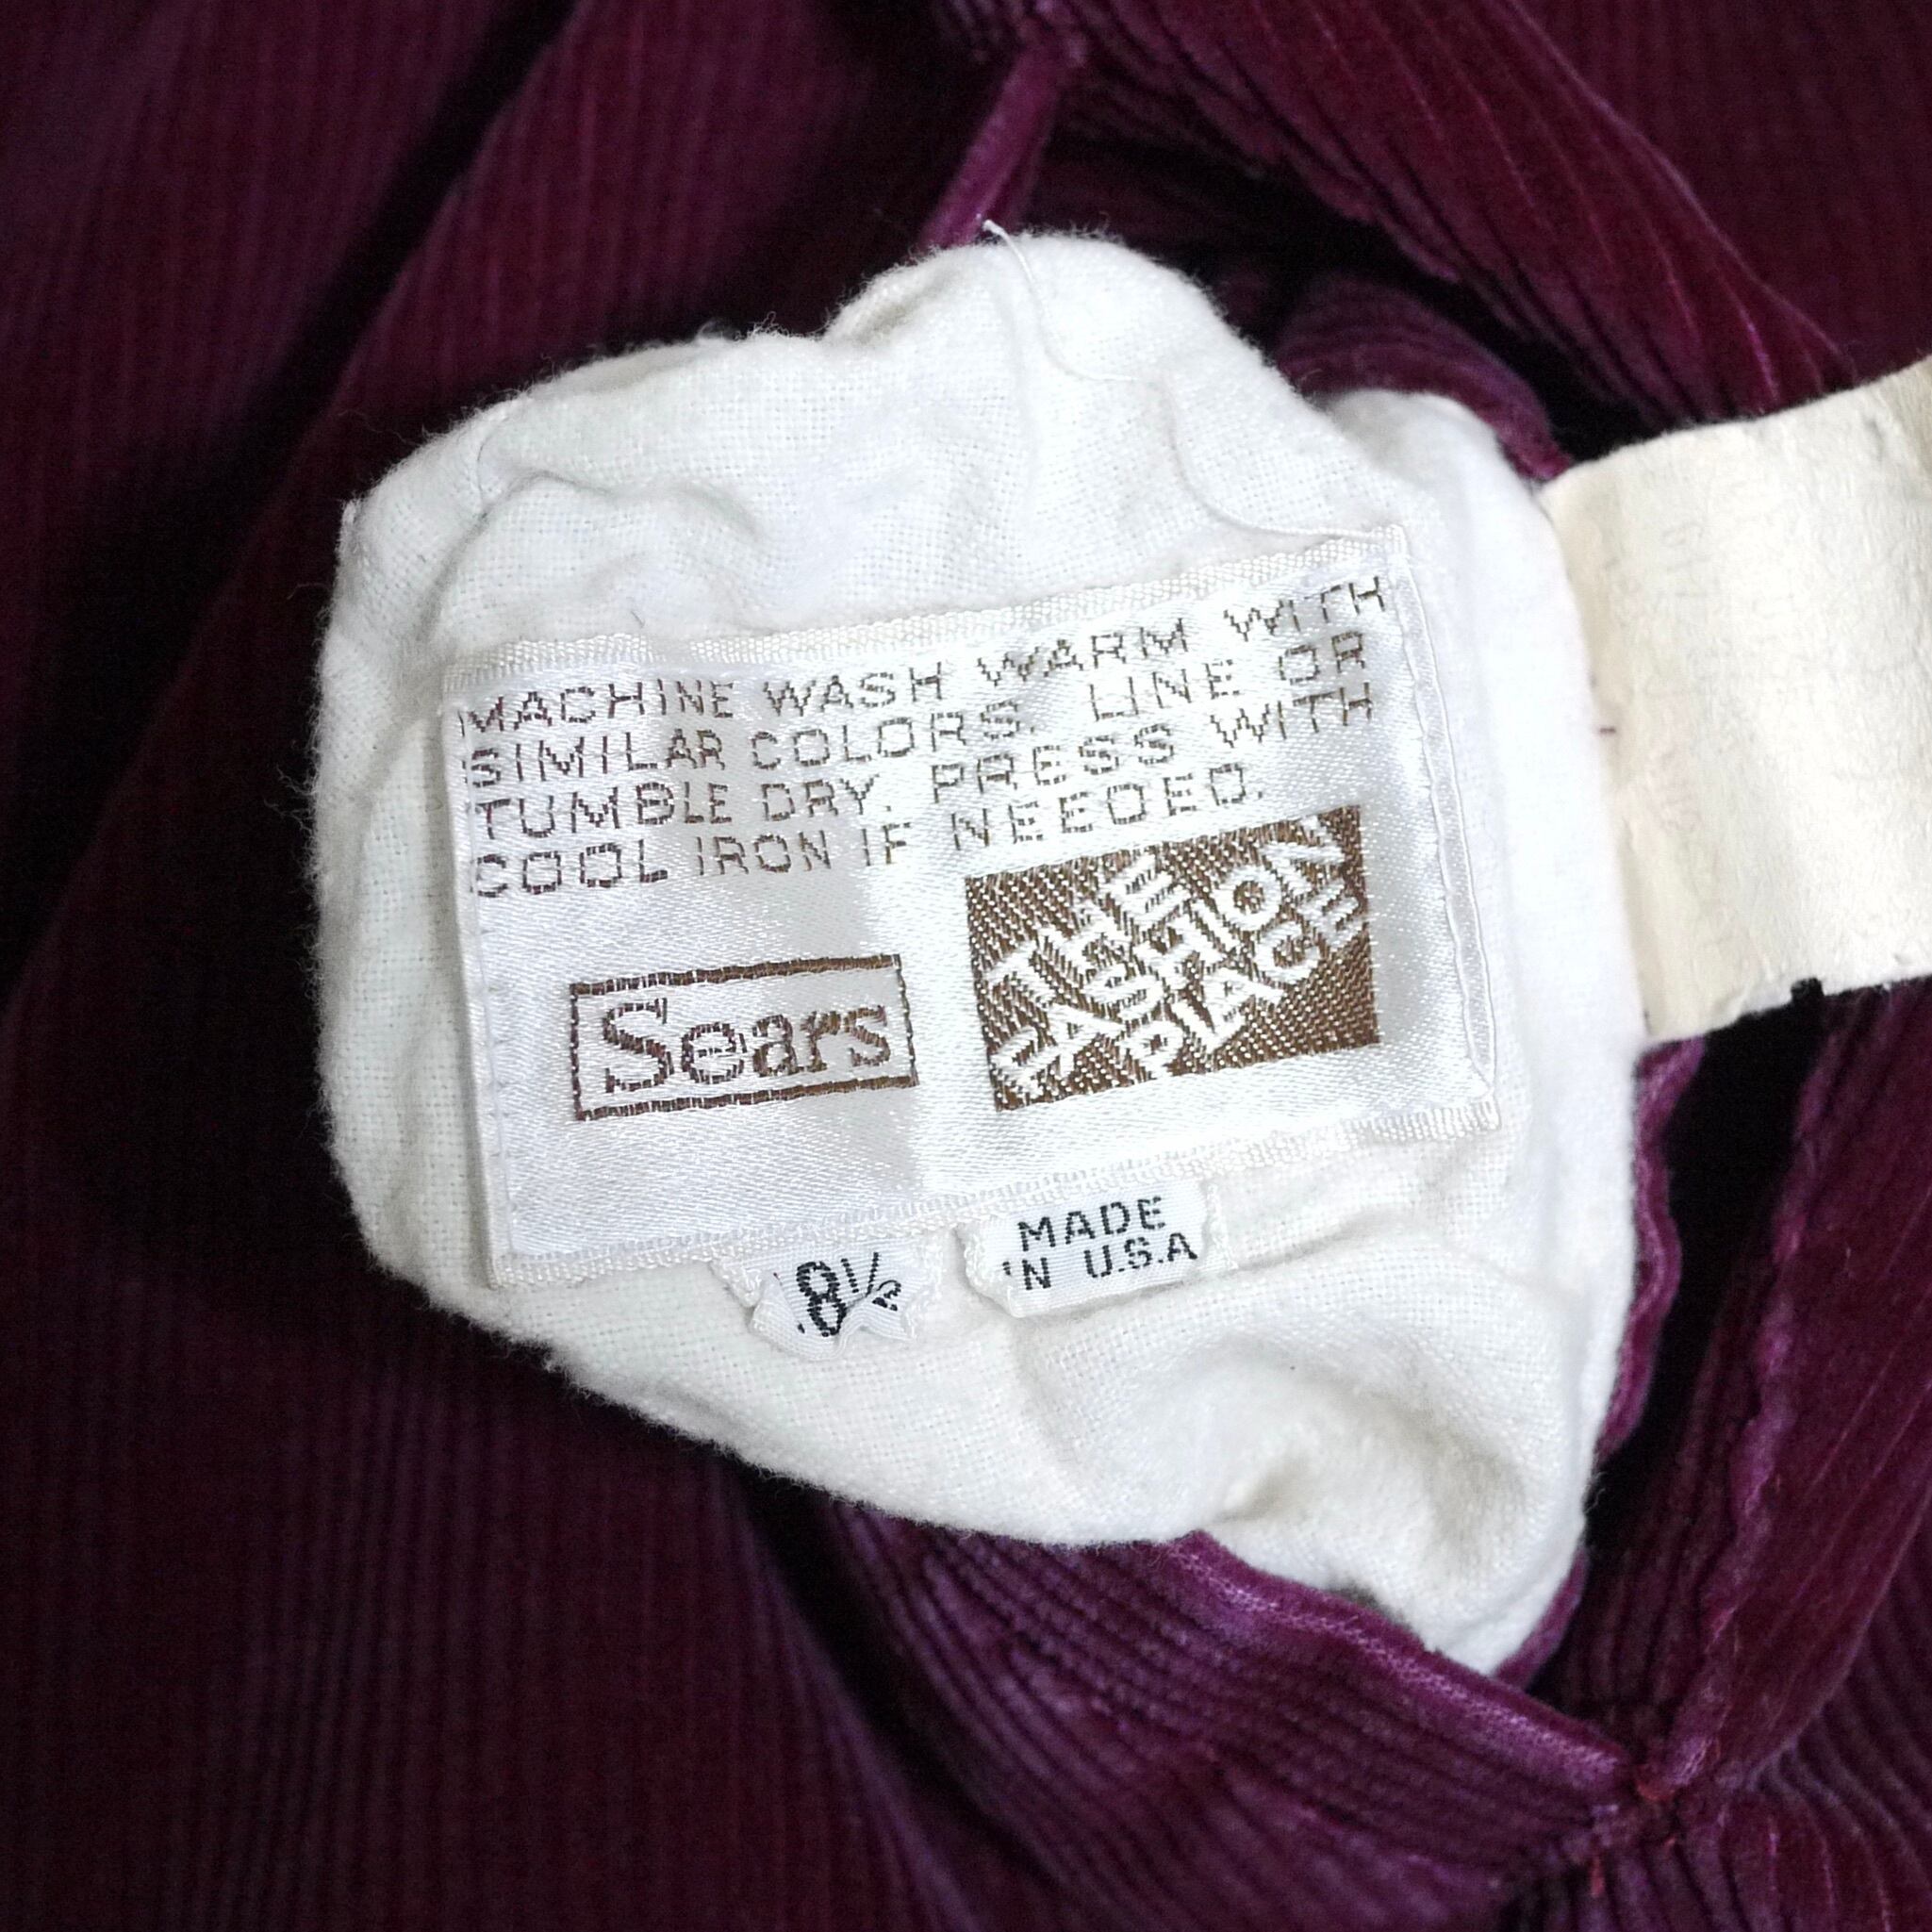 MACHINE WASH WARM WITH
SIMILAR COLORS. LINE OR
TUMBLE DRY. PRESS WITH
COOL IRON IF NEEDED.
Sears
THE
FASHION
PLACE
8½
MADE
IN U.S.A